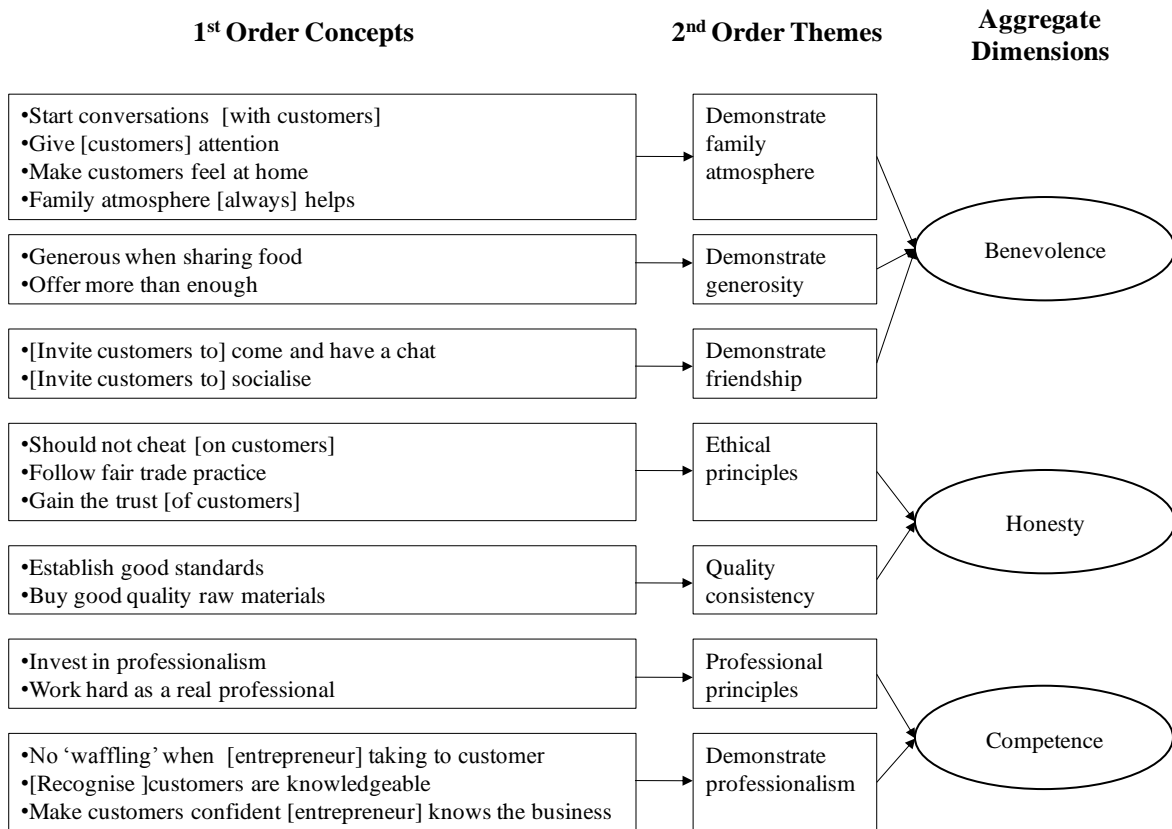 1st Order Concepts
2nd Order Themes
Aggregate
Dimensions
•Start conversations [with customers]
•Give [customers] attention
•Make customers feel at home
•Family atmosphere [always] helps
Demonstrate
family
atmosphere
•Generous when sharing food
•Offer more than enough
Demonstrate
generosity
•[Invite customers to] come and have a chat
•[Invite customers to] socialise
Demonstrate
friendship
Benevolence
•Should not cheat [on customers]
•Follow fair trade practice
•Gain the trust [of customers]
Ethical
principles
•Establish good standards
•Buy good quality raw materials
Quality
consistency
Honesty
•Invest in professionalism
•Work hard as a real professional
Professional
principles
•No ‘waffling’ when [entrepreneur] taking to customer
•[Recognise ]customers are knowledgeable
•Make customers confident [entrepreneur] knows the business
Demonstrate
professionalism
Competence